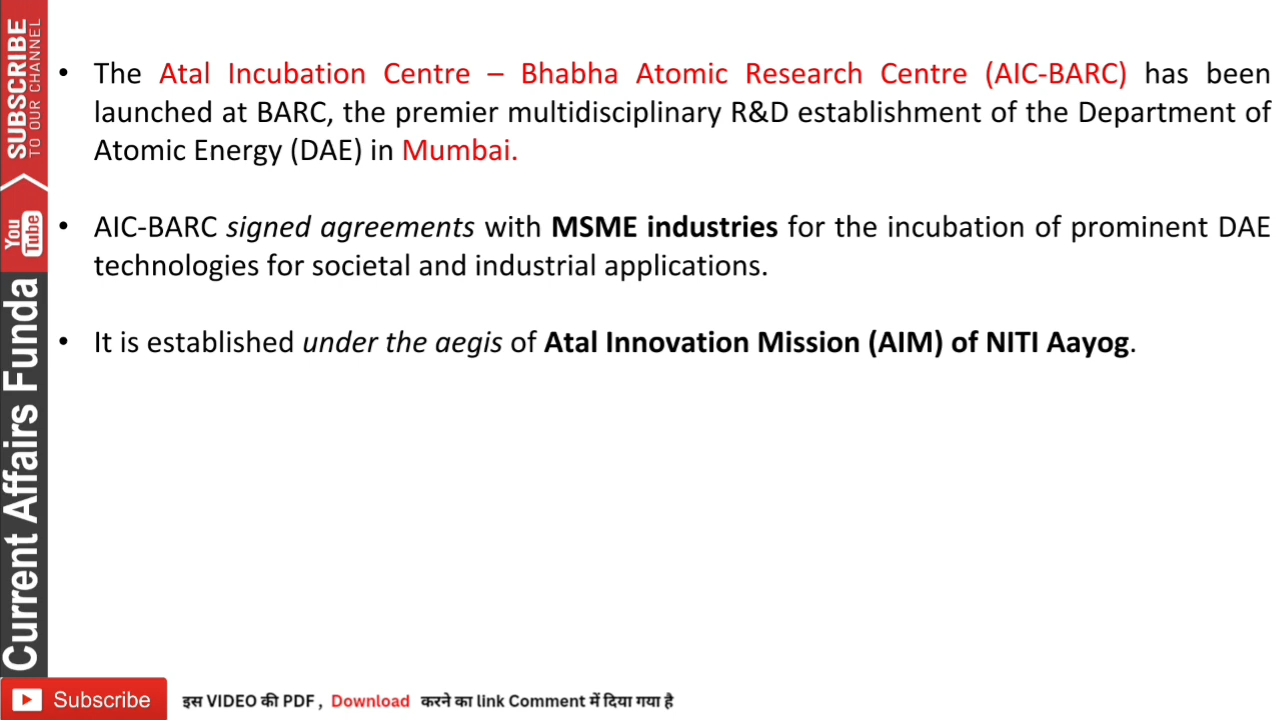 • The Atal Incubation Centre – Bhabha Atomic Research Centre (AIC-BARC) has been
launched at BARC, the premier multidisciplinary R&D establishment of the Department of
Atomic Energy (DAE) in Mumbai.
• AIC-BARC signed agreements with MSME industries for the incubation of prominent DAE
technologies for societal and industrial applications.
• It is established under the aegis of Atal Innovation Mission (AIM) of NITI Aayog.
SUBSCRIBE
TO OUR CHANNEL
You
Tube
Current Affairs Funda
Subscribe
इस VIDEO की PDF , Download करने का link Comment में दिया गया है